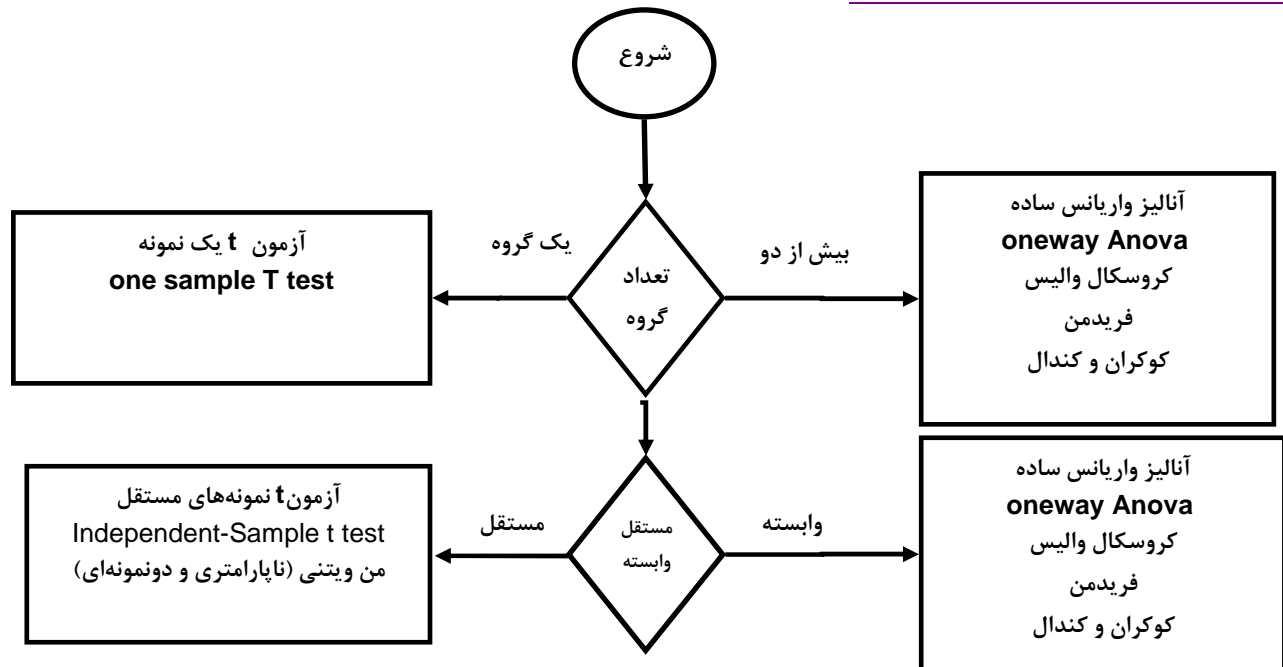 شروع
آنالیز واریانس ساده
oneway Anova
کروسکال والیس
فریدمن
کوکران و کندال
بیش از دو
تعداد
گروه
یک گروه
آزمون t یک نمونه
one sample T test
آنالیز واریانس ساده
oneway Anova
کروسکال والیس
فریدمن
کوکران و کندال
وابسته
مستقل
وابسته
مستقل
آزمون t نمونه‌های مستقل
Independent-Sample t test
من ویتنی (ناپارامتری و دونمونه‌ای)